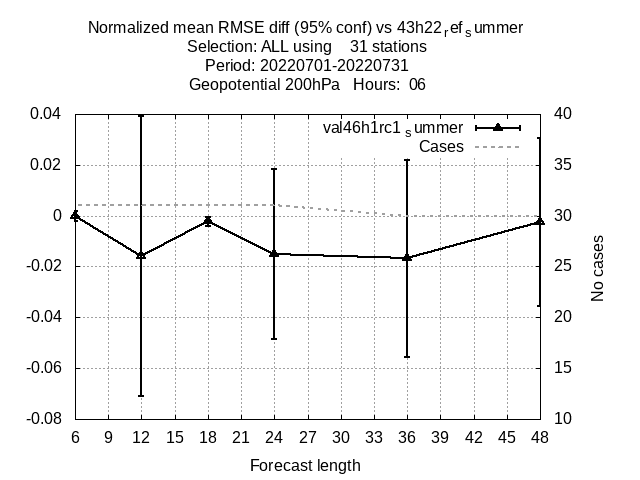 Normalized mean RMSE diff (95% conf) vs 43h22refsummer
Selection: ALL using 31 stations
Period: 20220701-20220731
Geopotential 200hPa Hours: 06
val46h1rc1summer
Cases
0.04
0.02
0
-0.02
-0.04
-0.06
-0.08
40
35
30
25
20
15
10
No cases
6 9 12 15 18 21 24 27 30 33 36 39 42 45 48
Forecast length